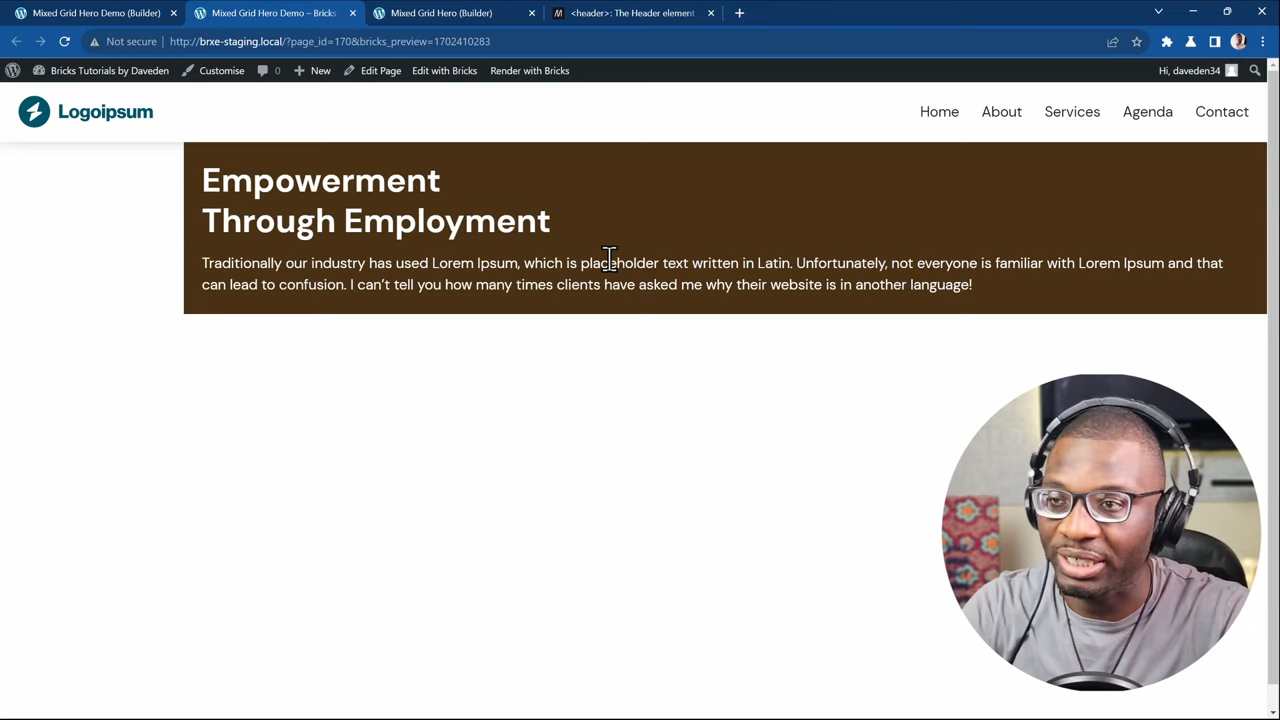 Mixed Grid Hero Demo (Builder)
Mixed Grid Hero Demo – Bricks
Mixed Grid Hero (Builder)
<header>: The Header element
Not secure
http://brxe-staging.local/?page_id=170&bricks_preview=1702410283
Bricks Tutorials by Daveden
Customise
0
New
Edit Page
Edit with Bricks
Render with Bricks
Hi, daveden34
Logoipsum
Home
About
Services
Agenda
Contact
Empowerment
Through Employment
Traditionally our industry has used Lorem Ipsum, which is placeholder text written in Latin. Unfortunately, not everyone is familiar with Lorem Ipsum and that
can lead to confusion. I can’t tell you how many times clients have asked me why their website is in another language!